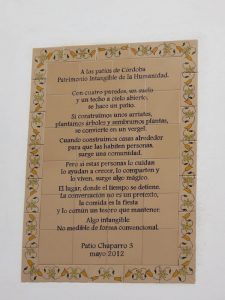 A los patios de Córdoba
Patrimonio Intangible de la Humanidad.
Con cuatro paredes, un suelo
y un techo a cielo abierto,
se hace un patio.
Si construimos unos arriates,
plantamos árboles y sembramos plantas,
se convierte en un vergel.
Cuando construimos casas alrededor
para que las habiten personas,
surge una comunidad.
Pero si estas personas lo cuidan
lo ayudan a crecer, lo comparten y
lo viven, surge algo mágico.
El lugar, donde el tiempo se detiene.
La conversación no es un pretexto,
la comida es la fiesta
y lo común un tesoro que mantener.
Algo intangible
No medible de forma convencional.
Patio Chaparro 3
mayo 2012